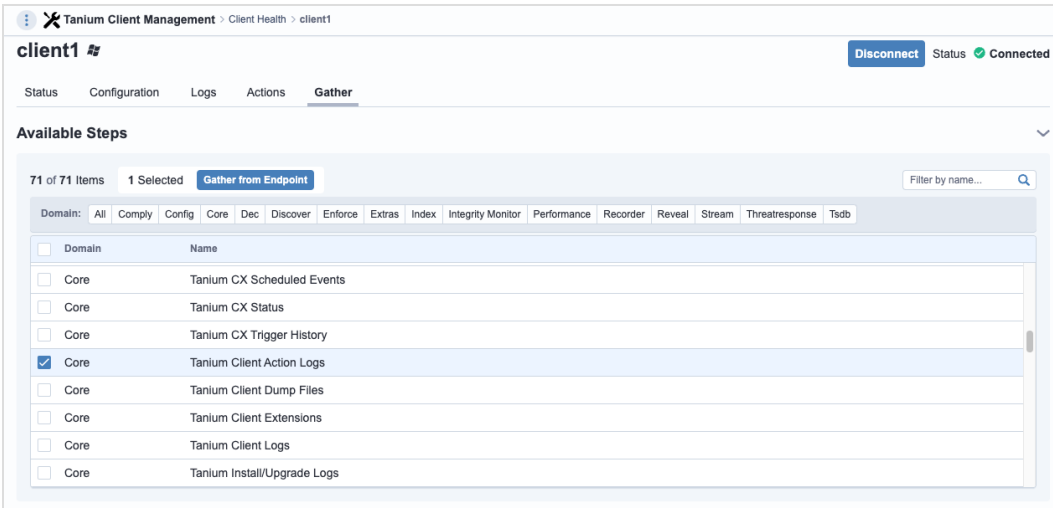 Tanium Client Management > Client Health > client1
client1
Disconnect Status Connected
Status Configuration Logs Actions Gather
Available Steps
71 of 71 Items 1 Selected Gather from Endpoint Filter by name...
Domain: All Comply Config Core Dec Discover Enforce Extras Index Integrity Monitor Performance Recorder Reveal Stream Threatresponse Tsdb
Domain Name
Core Tanium CX Scheduled Events
Core Tanium CX Status
Core Tanium CX Trigger History
Core Tanium Client Action Logs
Core Tanium Client Dump Files
Core Tanium Client Extensions
Core Tanium Client Logs
Core Tanium Install/Upgrade Logs